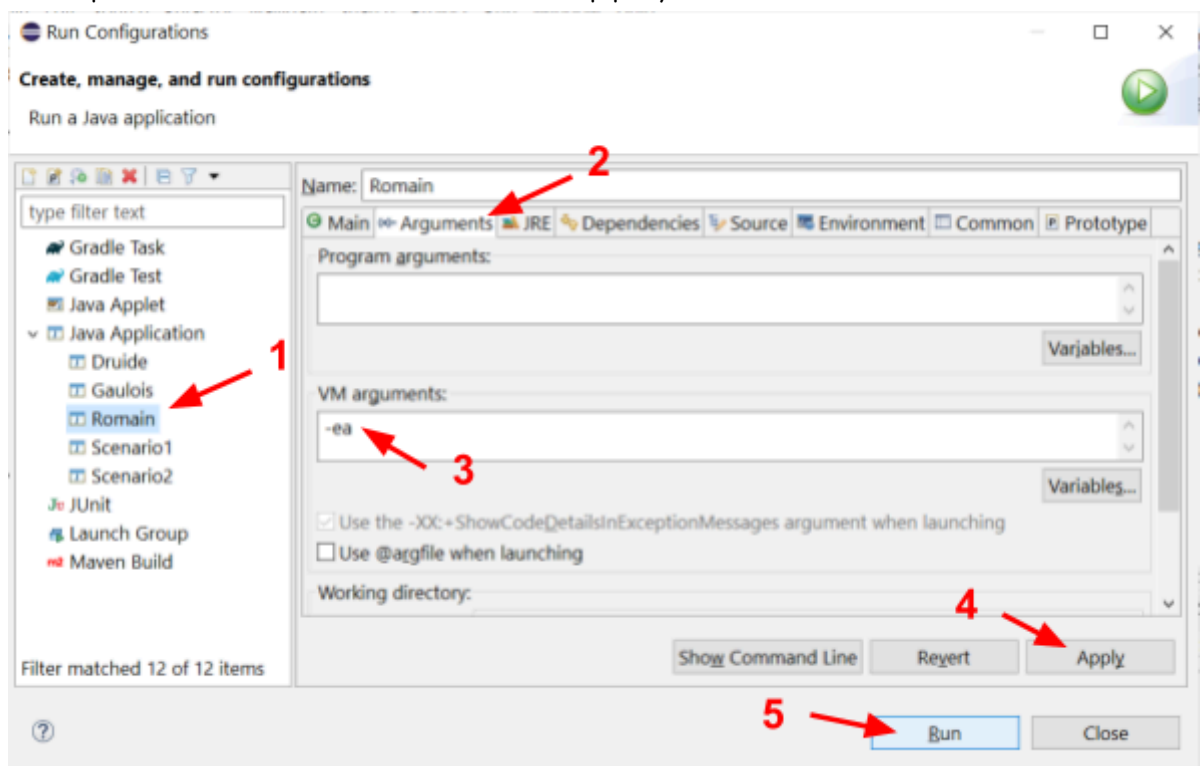 Run Configurations
Create, manage, and run configurations
Run a Java application
type filter text
Gradle Task
Gradle Test
Java Applet
Java Application
Druide
Gaulois
Romain
Scenario1
Scenario2
JUnit
Launch Group
Maven Build
Filter matched 12 of 12 items
1
2
Name: Romain
Main Arguments JRE Dependencies Source Environment Common Prototype
Program arguments:
Variables...
VM arguments:
-ea
3
Variables...
Use the -XX:+ShowCodeDetailsInExceptionMessages argument when launching
Use @argfile when launching
Working directory:
4
Show Command Line Revert Apply
5
Run Close